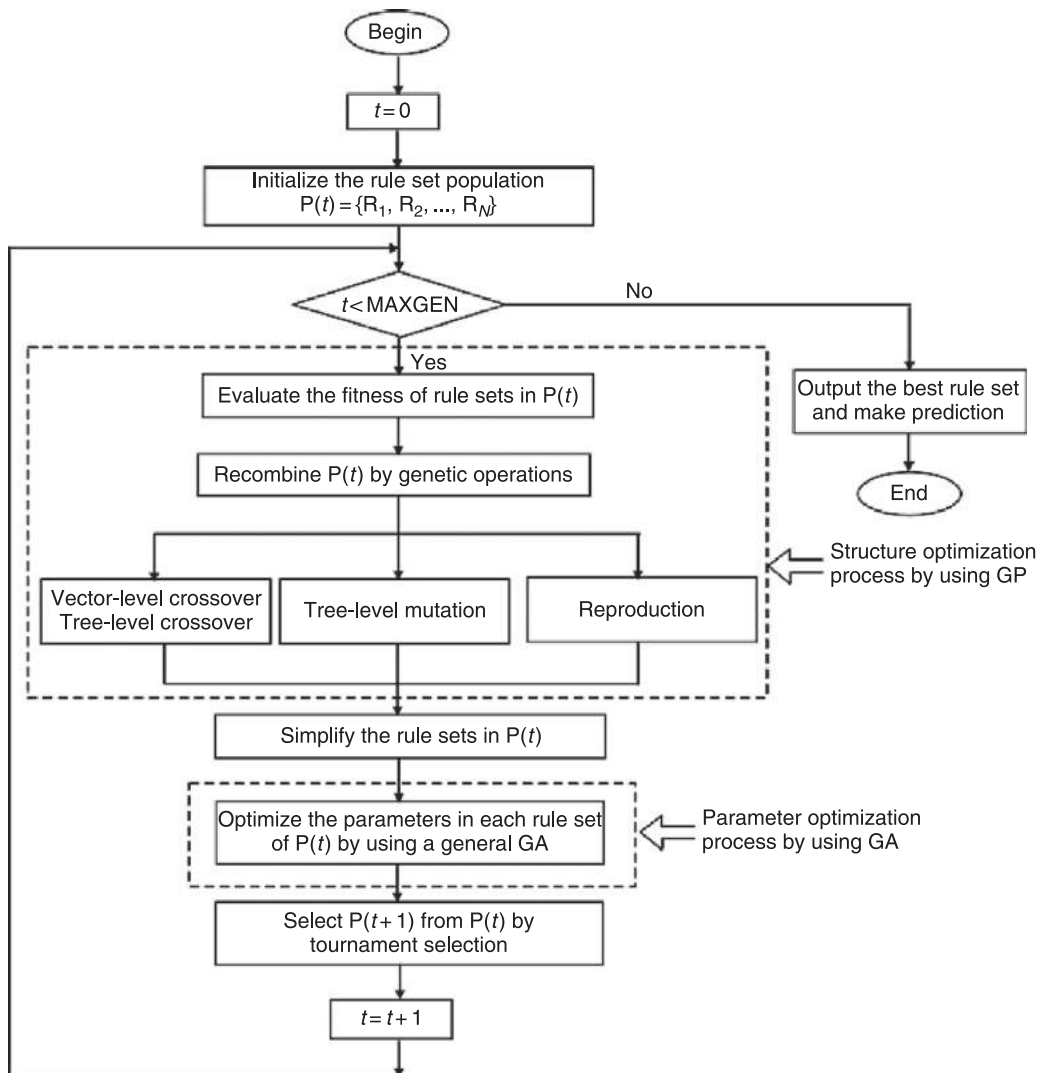 Begin
t = 0
Initialize the rule set population
P(t) = {R1, R2, ..., RN}
t < MAXGEN
No
Yes
Evaluate the fitness of rule sets in P(t)
Output the best rule set
and make prediction
Recombine P(t) by genetic operations
End
Structure optimization
process by using GP
Vector-level crossover
Tree-level crossover
Tree-level mutation
Reproduction
Simplify the rule sets in P(t)
Optimize the parameters in each rule set
of P(t) by using a general GA
Parameter optimization
process by using GA
Select P(t + 1) from P(t) by
tournament selection
t = t + 1